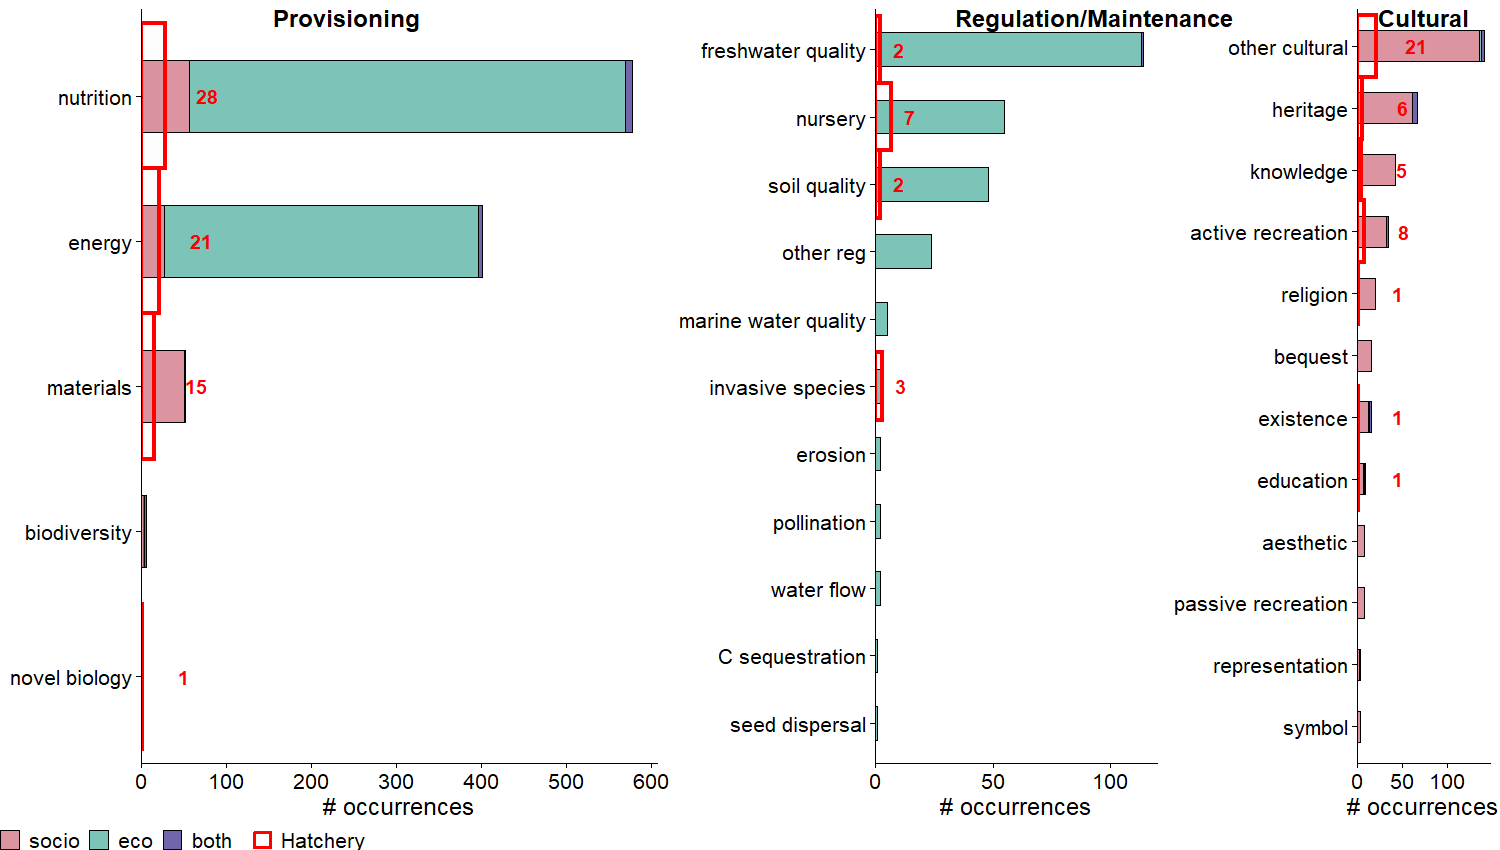 Provisioning
nutrition 28
energy 21
materials 15
biodiversity
novel biology 1
0 100 200 300 400 500 600
# occurrences
Regulation/Maintenance
freshwater quality 2
nursery 7
soil quality 2
other reg
marine water quality
invasive species 3
erosion
pollination
water flow
C sequestration
seed dispersal
0 50 100
# occurrences
Cultural
other cultural 21
heritage 6
knowledge 5
active recreation 8
religion 1
bequest
existence 1
education 1
aesthetic
passive recreation
representation
symbol
0 50 100
# occurrences
socio eco both Hatchery